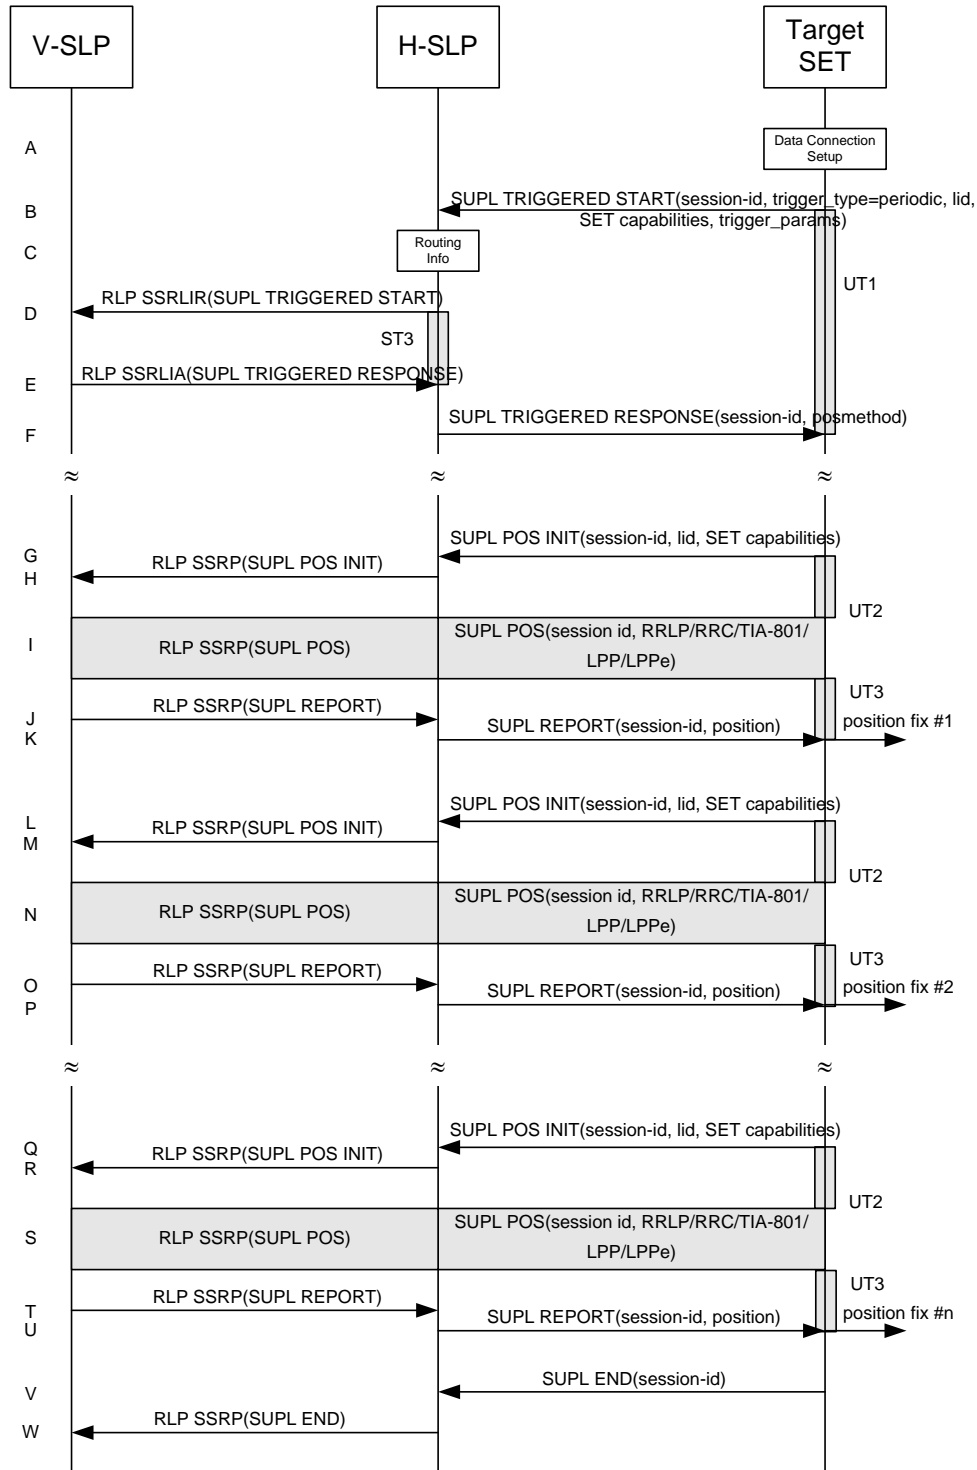 V-SLP
H-SLP
Target
SET
A
Data Connection
Setup
B
SUPL TRIGGERED START(session-id, trigger_type=periodic, lid,
SET capabilities, trigger_params)
C
Routing
Info
UT1
D
RLP SSRLIR(SUPL TRIGGERED START)
ST3
E
RLP SSRLIA(SUPL TRIGGERED RESPONSE)
F
SUPL TRIGGERED RESPONSE(session-id, posmethod)
≈
≈
≈
G
SUPL POS INIT(session-id, lid, SET capabilities)
H
RLP SSRP(SUPL POS INIT)
UT2
I
RLP SSRP(SUPL POS)
SUPL POS(session id, RRLP/RRC/TIA-801/
LPP/LPPe)
J
RLP SSRP(SUPL REPORT)
UT3
K
SUPL REPORT(session-id, position)
position fix #1
L
SUPL POS INIT(session-id, lid, SET capabilities)
M
RLP SSRP(SUPL POS INIT)
UT2
N
RLP SSRP(SUPL POS)
SUPL POS(session id, RRLP/RRC/TIA-801/
LPP/LPPe)
O
RLP SSRP(SUPL REPORT)
UT3
P
SUPL REPORT(session-id, position)
position fix #2
≈
≈
≈
Q
SUPL POS INIT(session-id, lid, SET capabilities)
R
RLP SSRP(SUPL POS INIT)
UT2
S
RLP SSRP(SUPL POS)
SUPL POS(session id, RRLP/RRC/TIA-801/
LPP/LPPe)
T
RLP SSRP(SUPL REPORT)
UT3
U
SUPL REPORT(session-id, position)
position fix #n
V
SUPL END(session-id)
W
RLP SSRP(SUPL END)